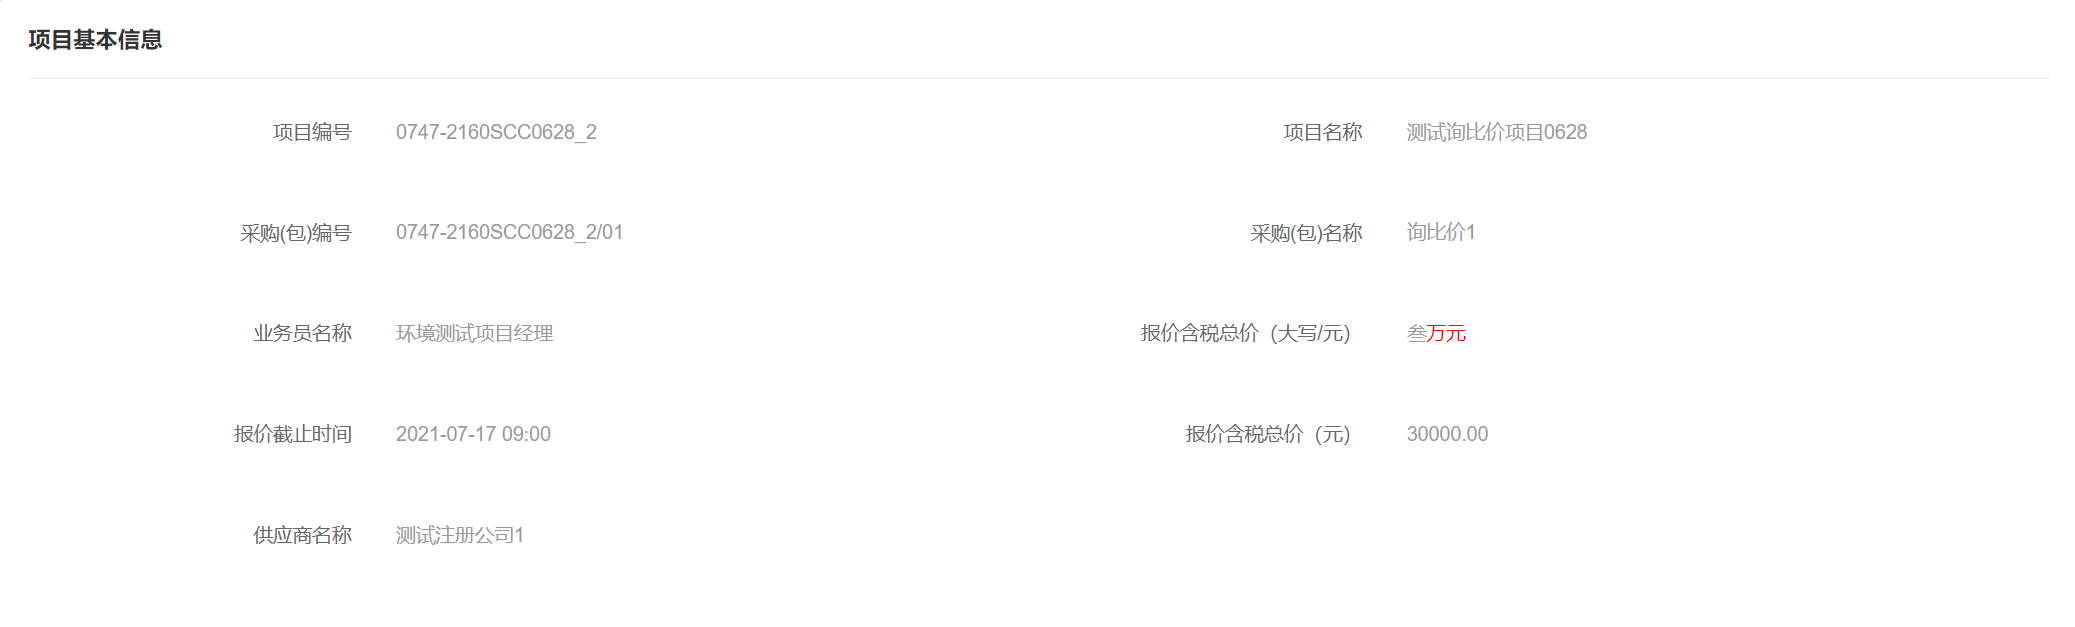 项目基本信息
项目编号 0747-2160SCC0628_2 项目名称 测试询比价项目0628
采购(包)编号 0747-2160SCC0628_2/01 采购(包)名称 询比价1
业务员名称 环境测试项目经理 报价含税总价（大写/元） 叁万元
报价截止时间 2021-07-17 09:00 报价含税总价（元） 30000.00
供应商名称 测试注册公司1